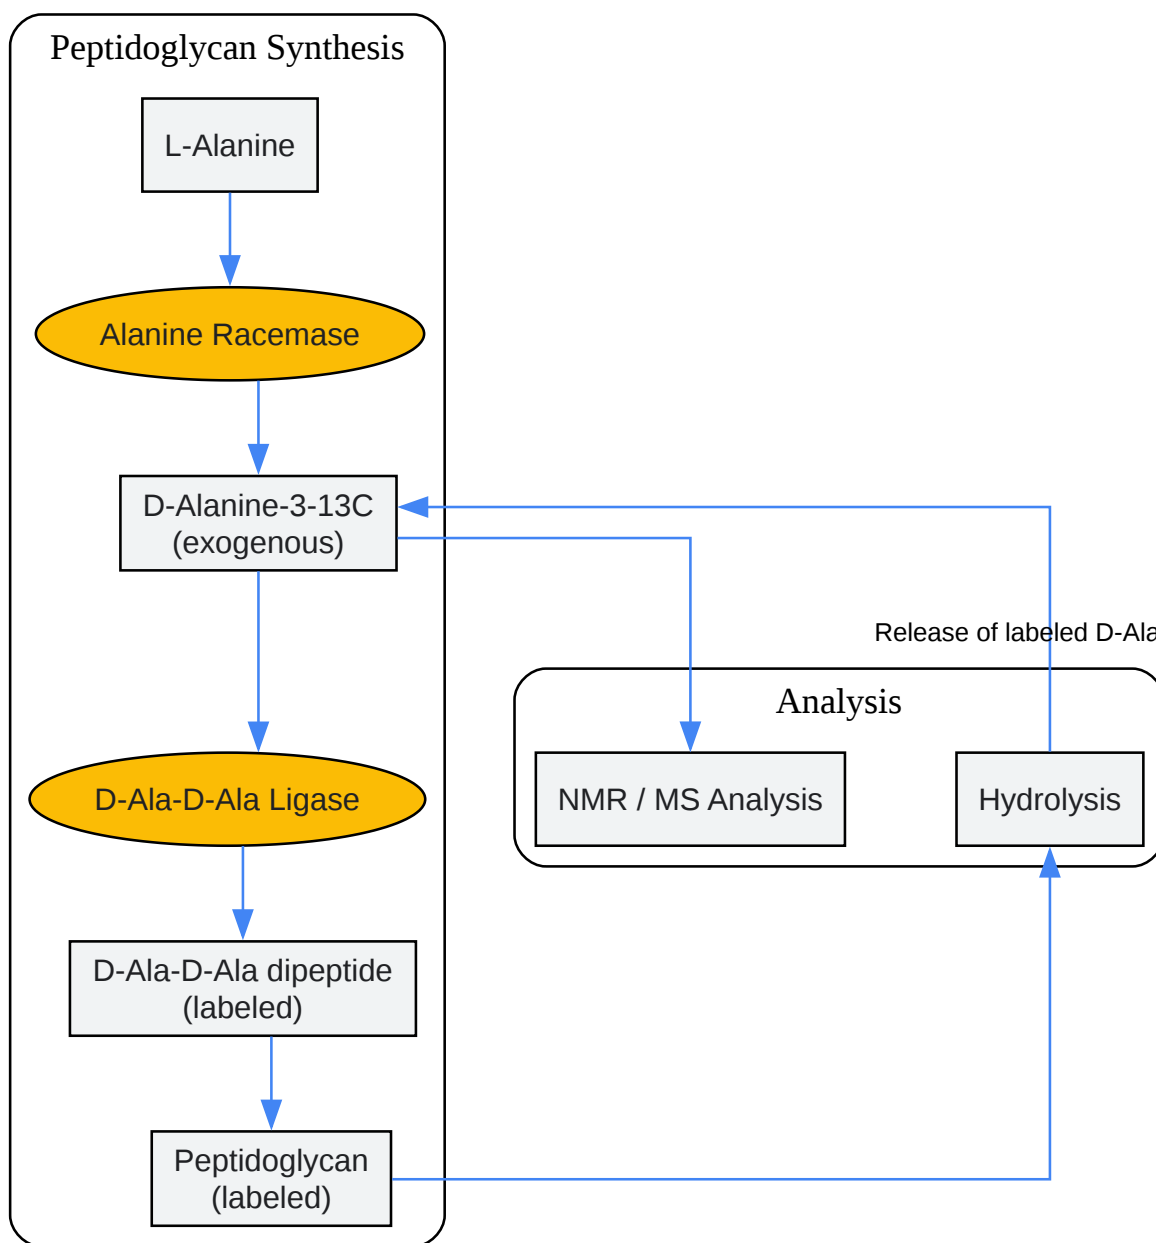 Peptidoglycan Synthesis
L-Alanine
Alanine Racemase
D-Alanine-3-13C
(exogenous)
Release of labeled D-Ala
Analysis
D-Ala-D-Ala Ligase
NMR / MS Analysis
Hydrolysis
D-Ala-D-Ala dipeptide
(labeled)
Peptidoglycan
(labeled)